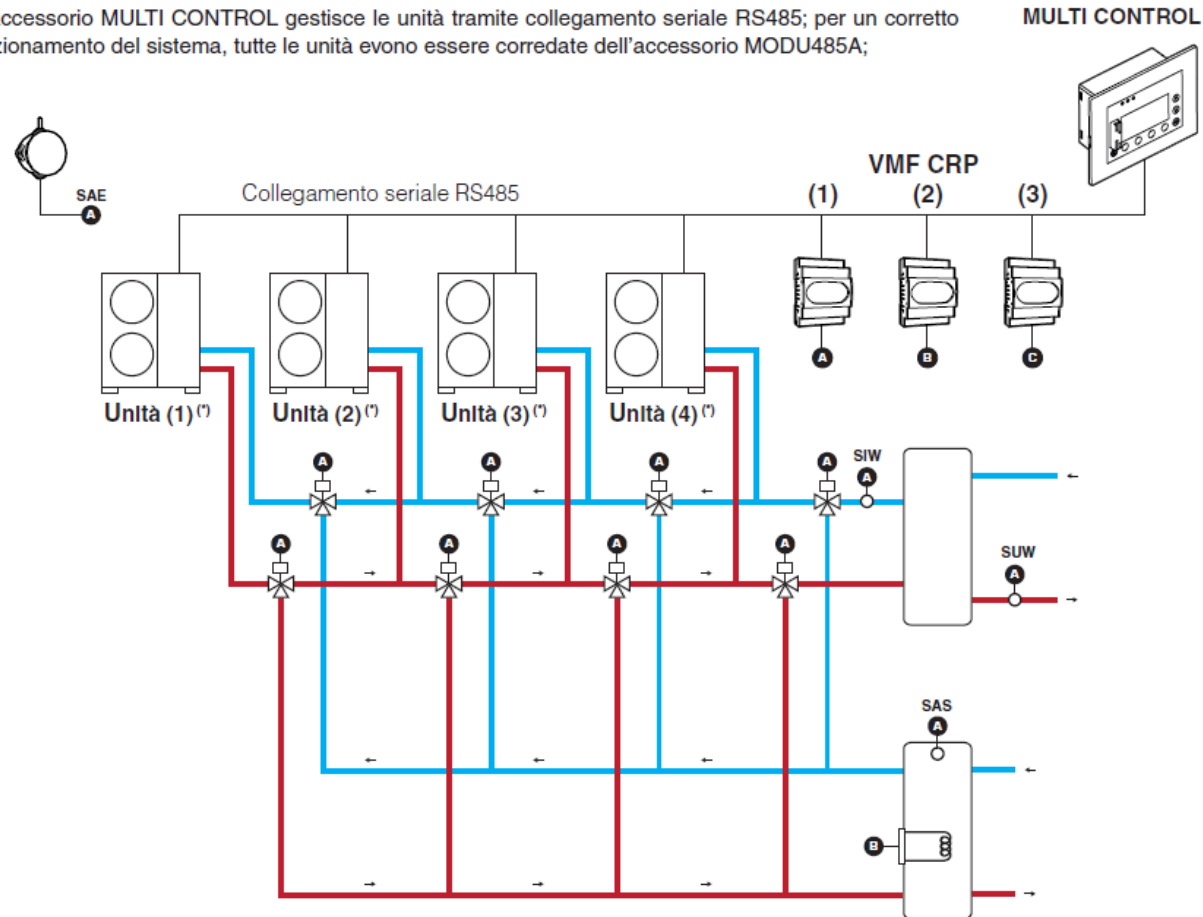 accessorio MULTI CONTROL gestisce le unità tramite collegamento seriale RS485; per un corretto
zionamento del sistema, tutte le unità evono essere corredate dell'accessorio MODU485A;
MULTI CONTROL
VMF CRP
SAE
A
Collegamento seriale RS485
(1)
(2)
(3)
A
B
C
Unità (1) (*)
Unità (2) (*)
Unità (3) (*)
Unità (4) (*)
A
A
A
A
SIW
A
A
A
A
A
SUW
A
SAS
A
B